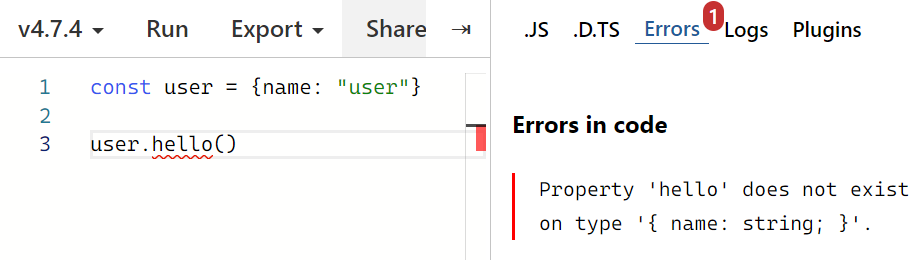 v4.7.4 Run Export Share
1 const user = {name: "user"}
2
3 user.hello()
.JS .D.TS Errors 1 Logs Plugins
Errors in code
Property 'hello' does not exist
on type '{ name: string; }'.